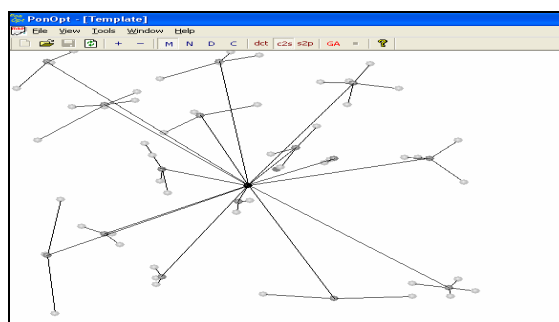 PonOpt - [Template]
File View Tools Window Help
+ - M N D C dct c2s s2p GA = ?